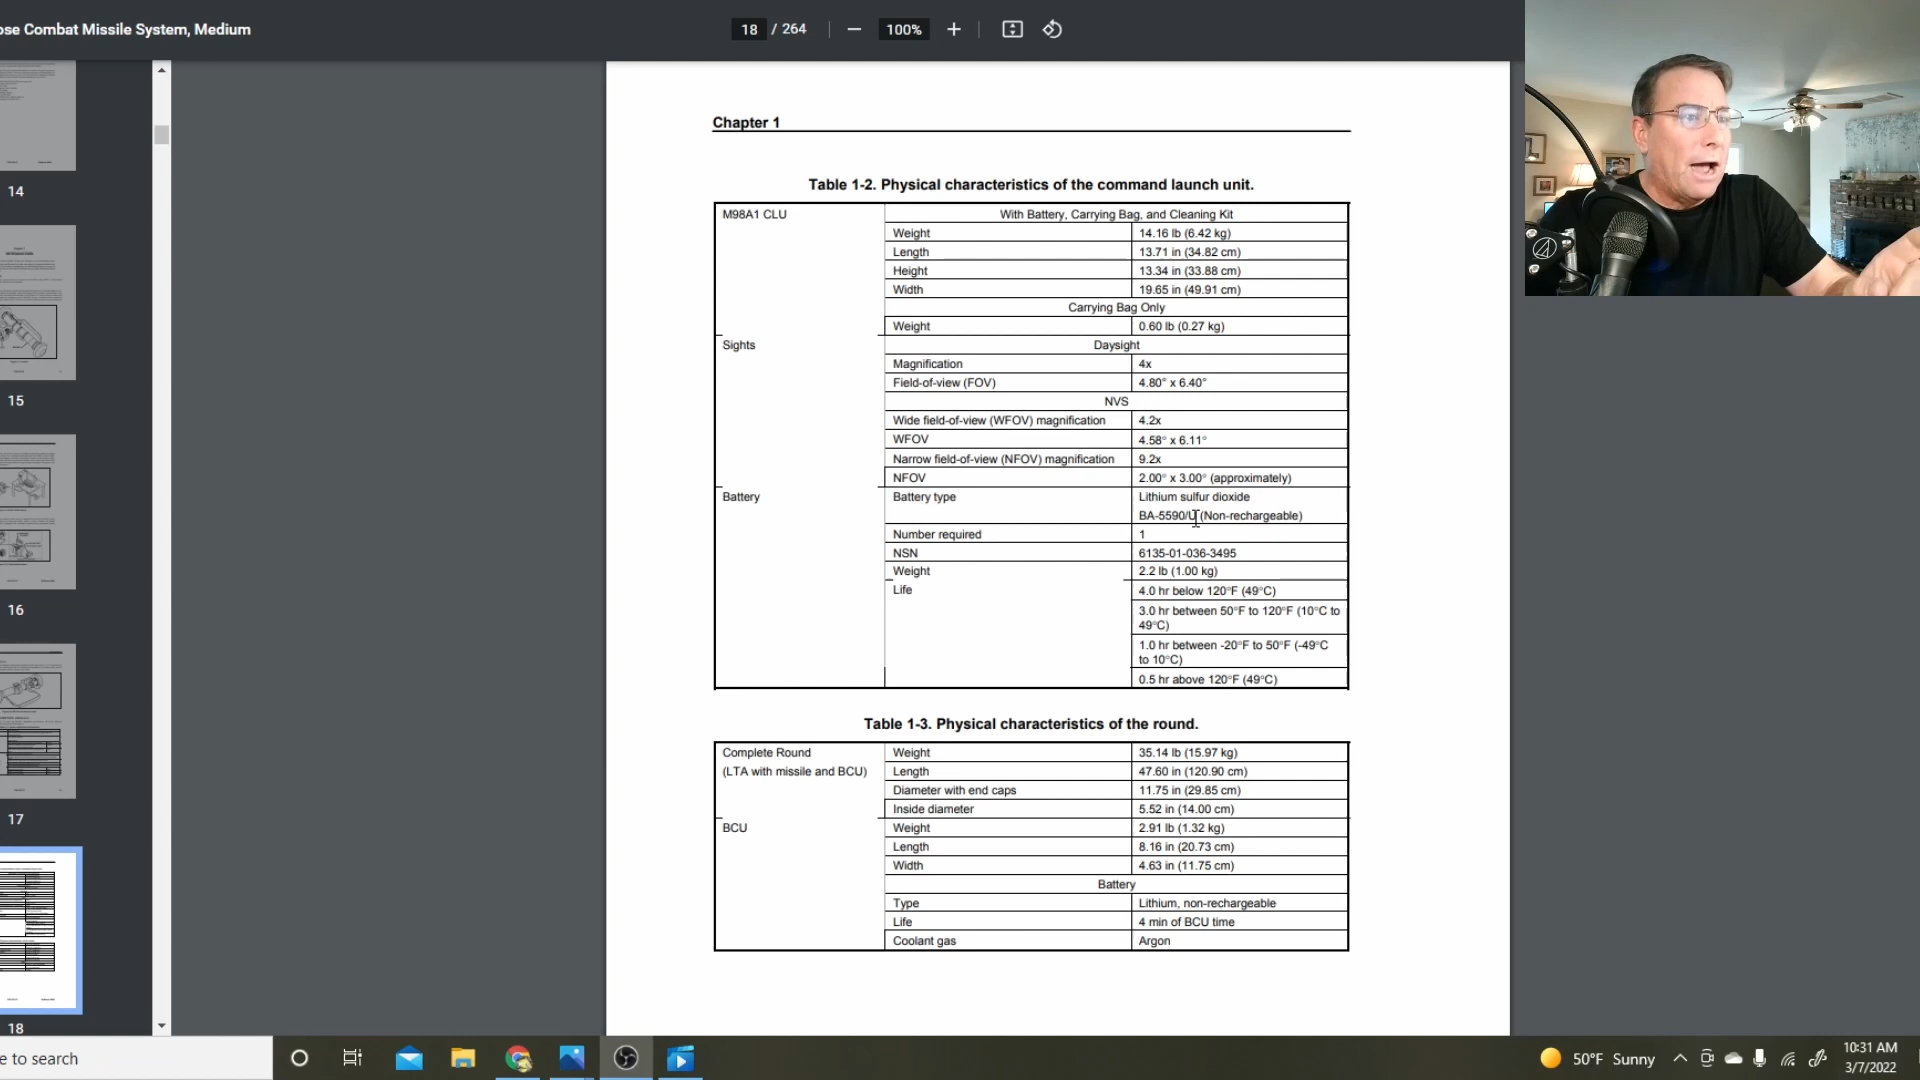 ose Combat Missile System, Medium
18 / 264
100%
14
15
16
17
18
Chapter 1
Table 1-2. Physical characteristics of the command launch unit.
M98A1 CLU
With Battery, Carrying Bag, and Cleaning Kit
Weight 14.16 lb (6.42 kg)
Length 13.71 in (34.82 cm)
Height 13.34 in (33.88 cm)
Width 19.65 in (49.91 cm)
Carrying Bag Only
Weight 0.60 lb (0.27 kg)
Sights
Daysight
Magnification 4x
Field-of-view (FOV) 4.80° x 6.40°
NVS
Wide field-of-view (WFOV) magnification 4.2x
WFOV 4.58° x 6.11°
Narrow field-of-view (NFOV) magnification 9.2x
NFOV 2.00° x 3.00° (approximately)
Battery
Battery type Lithium sulfur dioxide
BA-5590/U (Non-rechargeable)
Number required 1
NSN 6135-01-036-3495
Weight 2.2 lb (1.00 kg)
Life 4.0 hr below 120°F (49°C)
3.0 hr between 50°F to 120°F (10°C to
49°C)
1.0 hr between -20°F to 50°F (-49°C
to 10°C)
0.5 hr above 120°F (49°C)
Table 1-3. Physical characteristics of the round.
Complete Round
(LTA with missile and BCU)
Weight 35.14 lb (15.97 kg)
Length 47.60 in (120.90 cm)
Diameter with end caps 11.75 in (29.85 cm)
Inside diameter 5.52 in (14.00 cm)
BCU
Weight 2.91 lb (1.32 kg)
Length 8.16 in (20.73 cm)
Width 4.63 in (11.75 cm)
Battery
Type Lithium, non-rechargeable
Life 4 min of BCU time
Coolant gas Argon
e to search
50°F Sunny
10:31 AM
3/7/2022